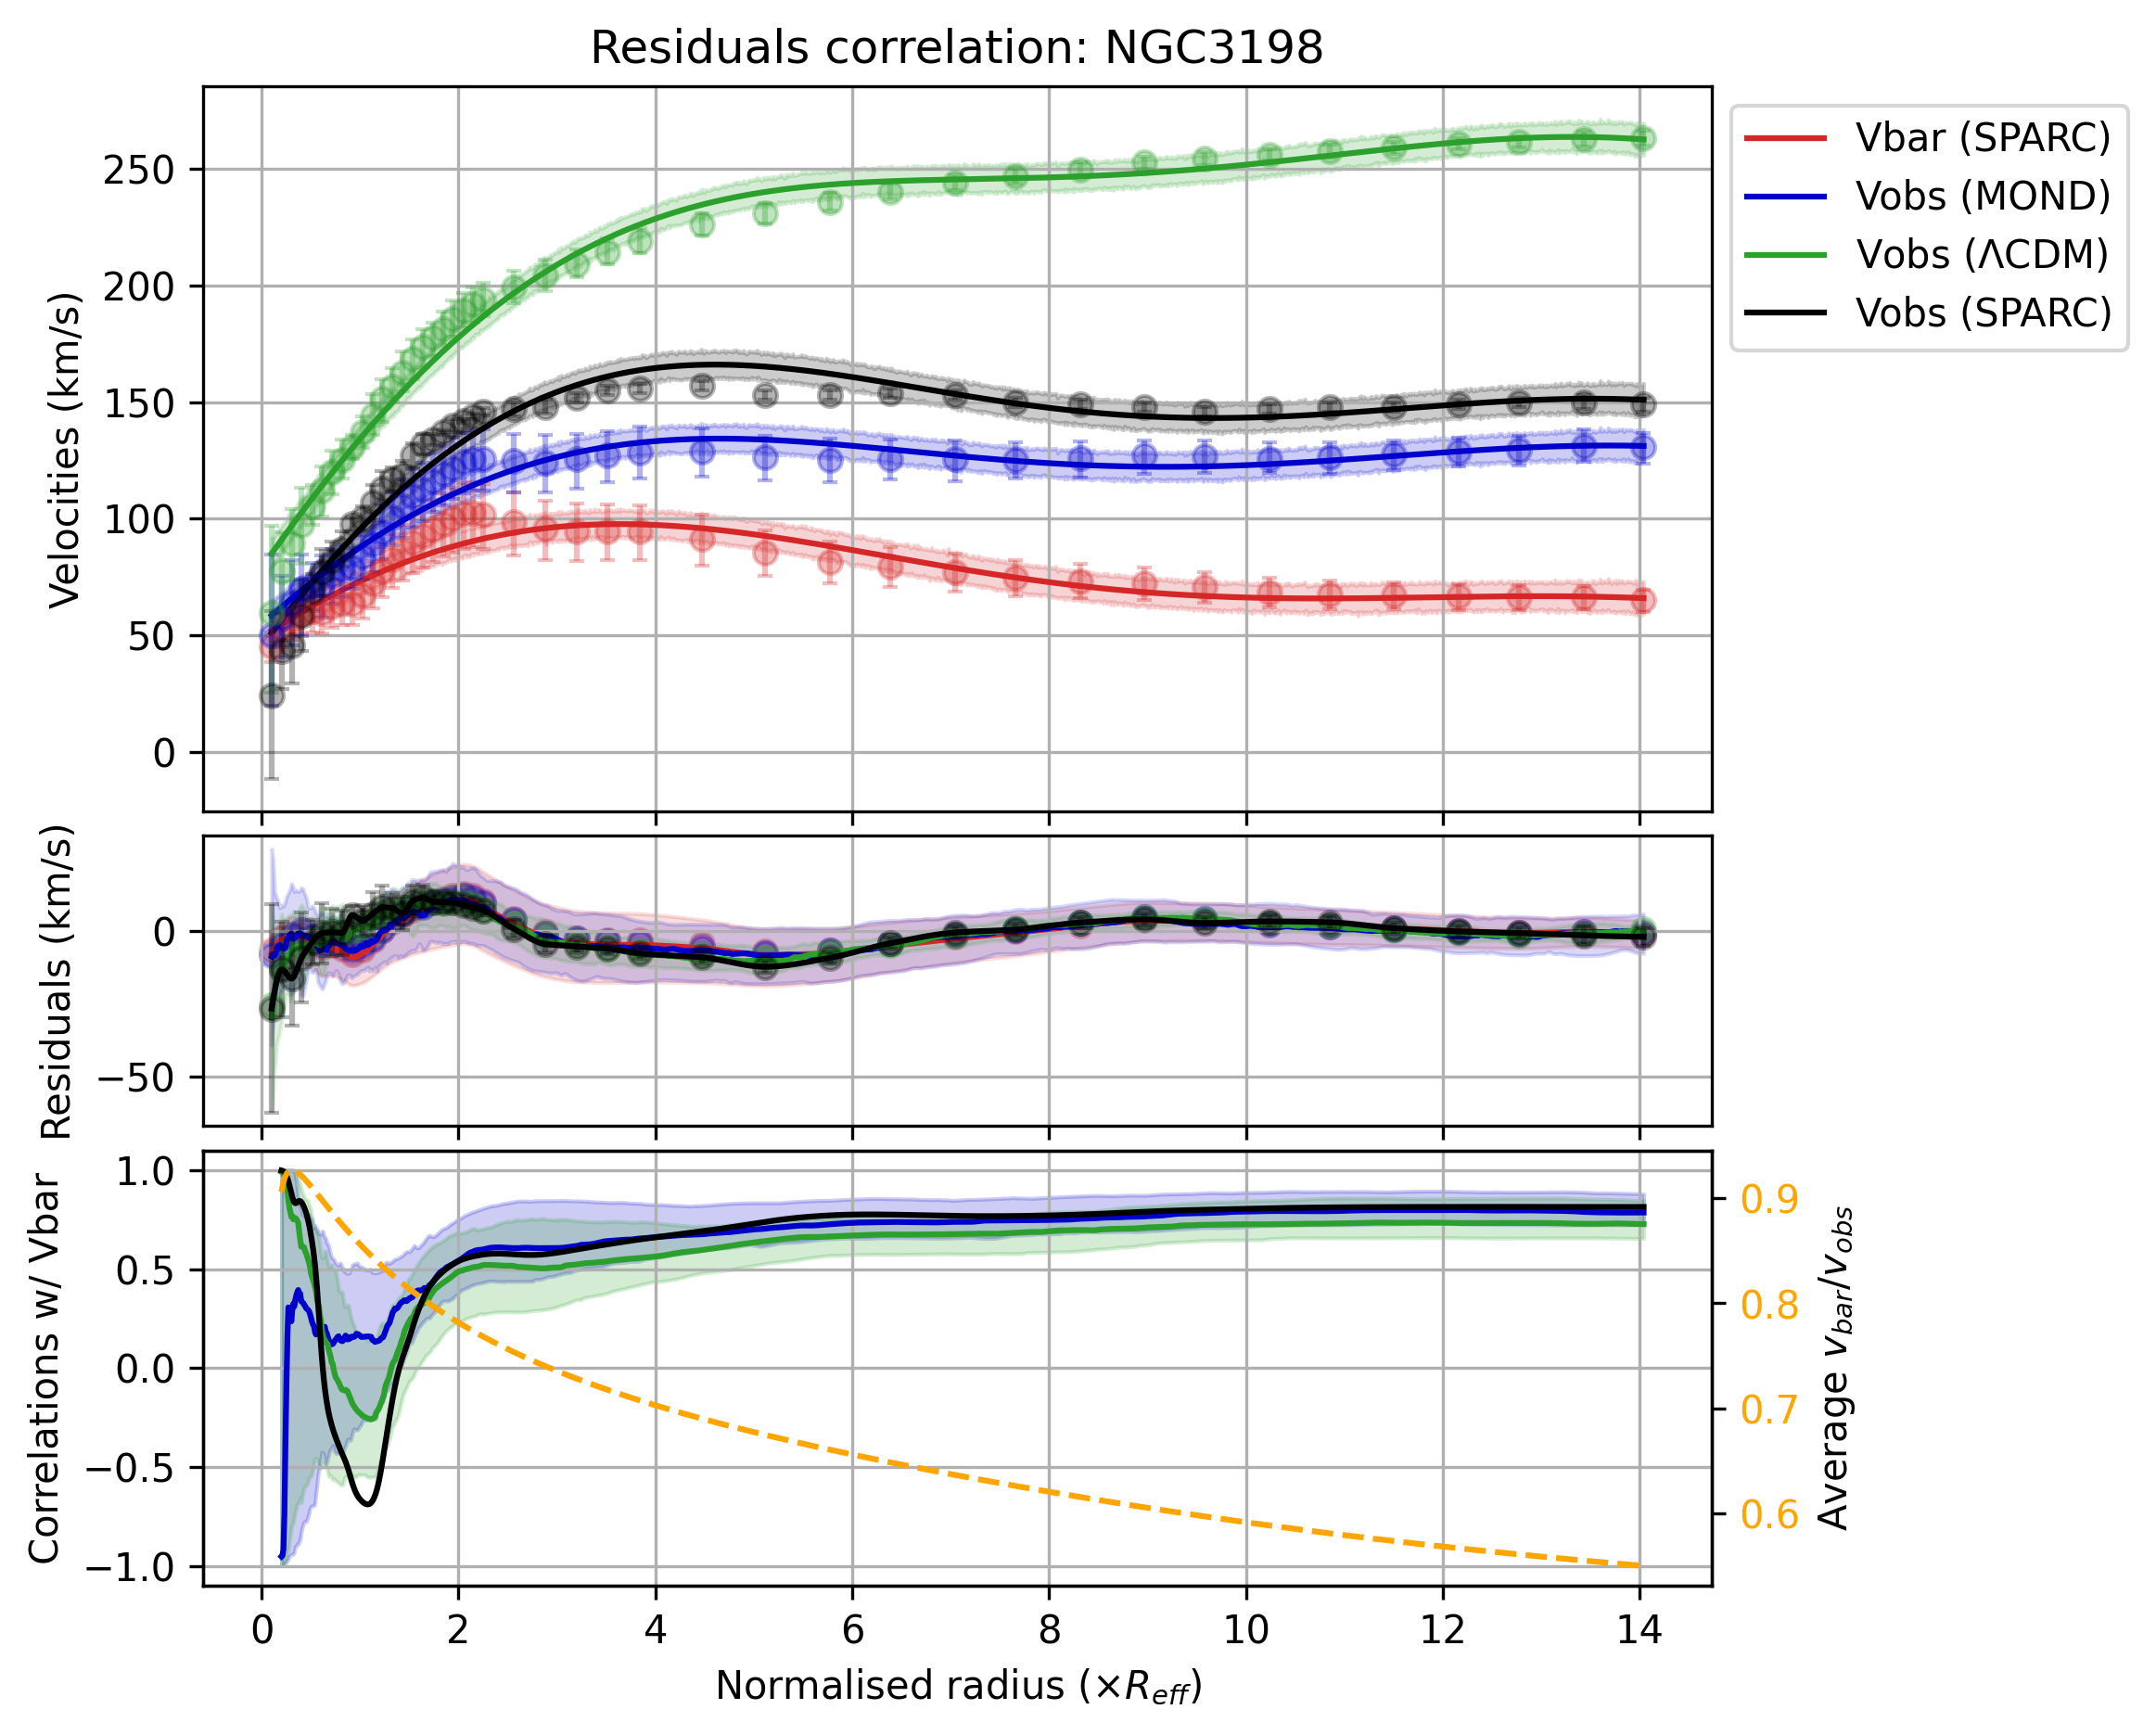 Residuals correlation: NGC3198
Velocities (km/s)
250
200
150
100
50
0
Vbar (SPARC)
Vobs (MOND)
Vobs (ΛCDM)
Vobs (SPARC)
Residuals (km/s)
0
−50
Correlations w/ Vbar
1.0
0.5
0.0
−0.5
−1.0
0.9
0.8
0.7
0.6
Average v_bar/v_obs
0 2 4 6 8 10 12 14
Normalised radius (×R_eff)